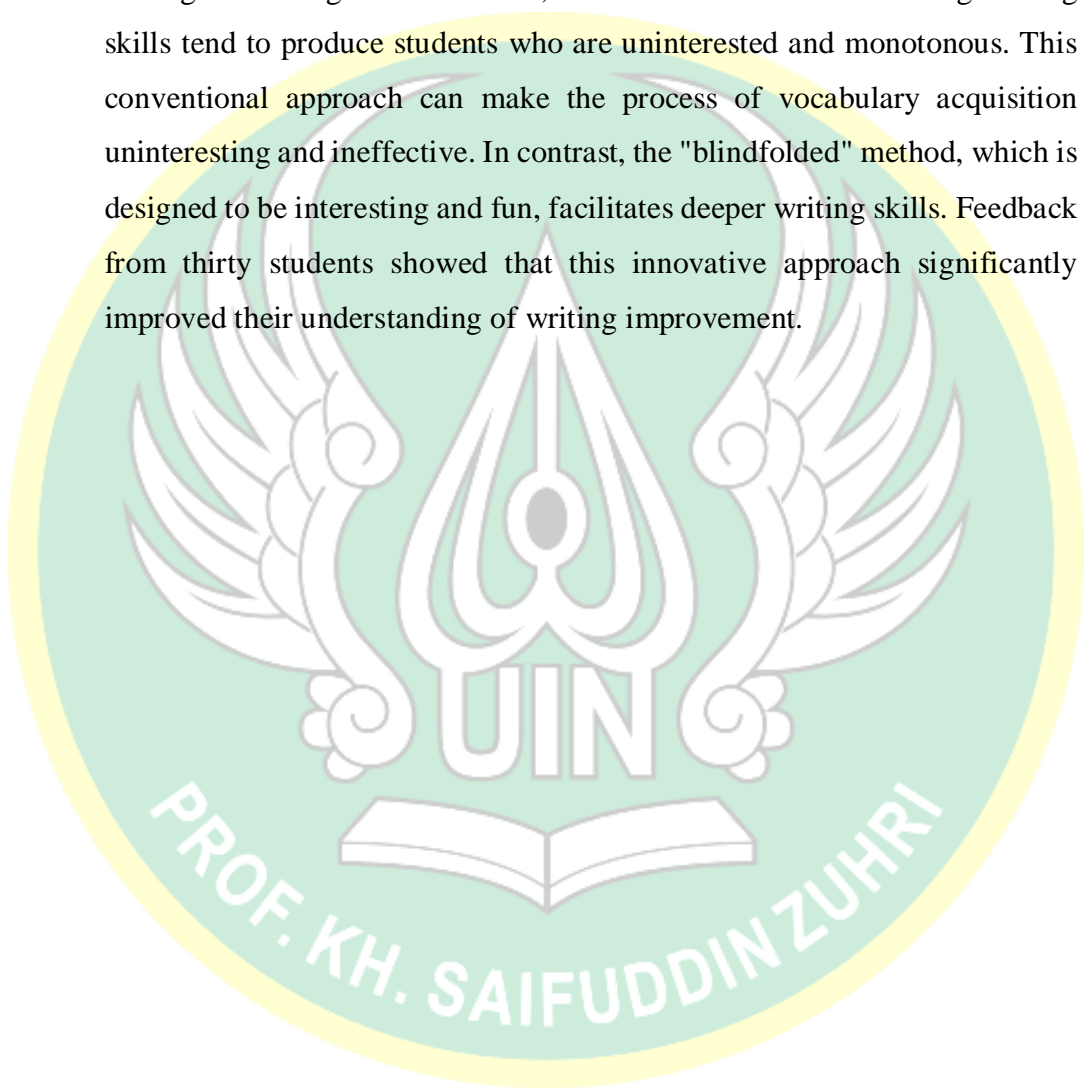 skills tend to produce students who are uninterested and monotonous. This
conventional approach can make the process of vocabulary acquisition
uninteresting and ineffective. In contrast, the "blindfolded" method, which is
designed to be interesting and fun, facilitates deeper writing skills. Feedback
from thirty students showed that this innovative approach significantly
improved their understanding of writing improvement.
UIN
PROF. KH. SAIFUDDIN ZUHRI